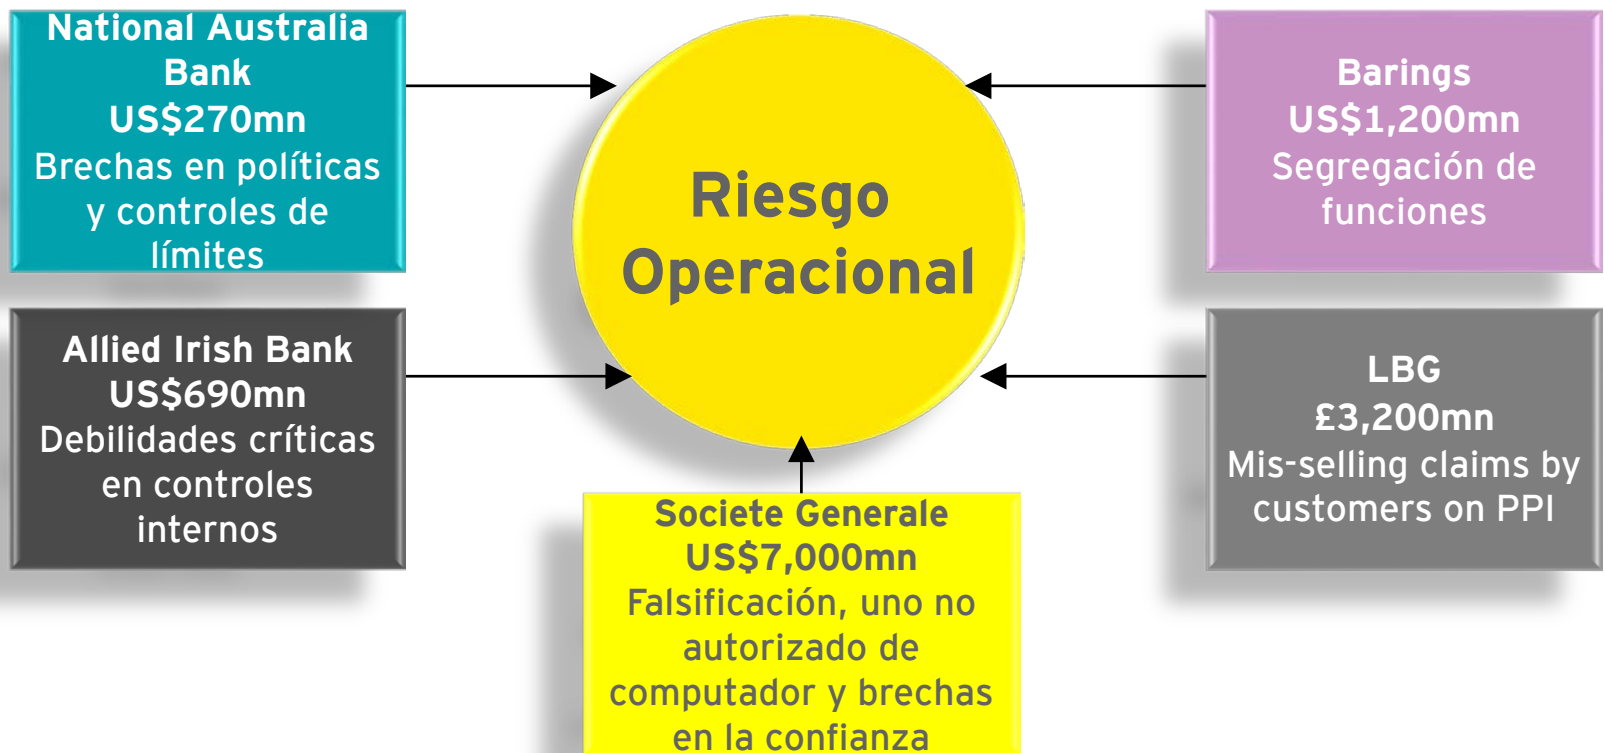 National Australia
Bank
US$270mn
Brechas en políticas
y controles de
límites
Allied Irish Bank
US$690mn
Debilidades críticas
en controles
internos
Riesgo
Operacional
Societe Generale
US$7,000mn
Falsificación, uno no
autorizado de
computador y brechas
en la confianza
Barings
US$1,200mn
Segregación de
funciones
LBG
£3,200mn
Mis-selling claims by
customers on PPI